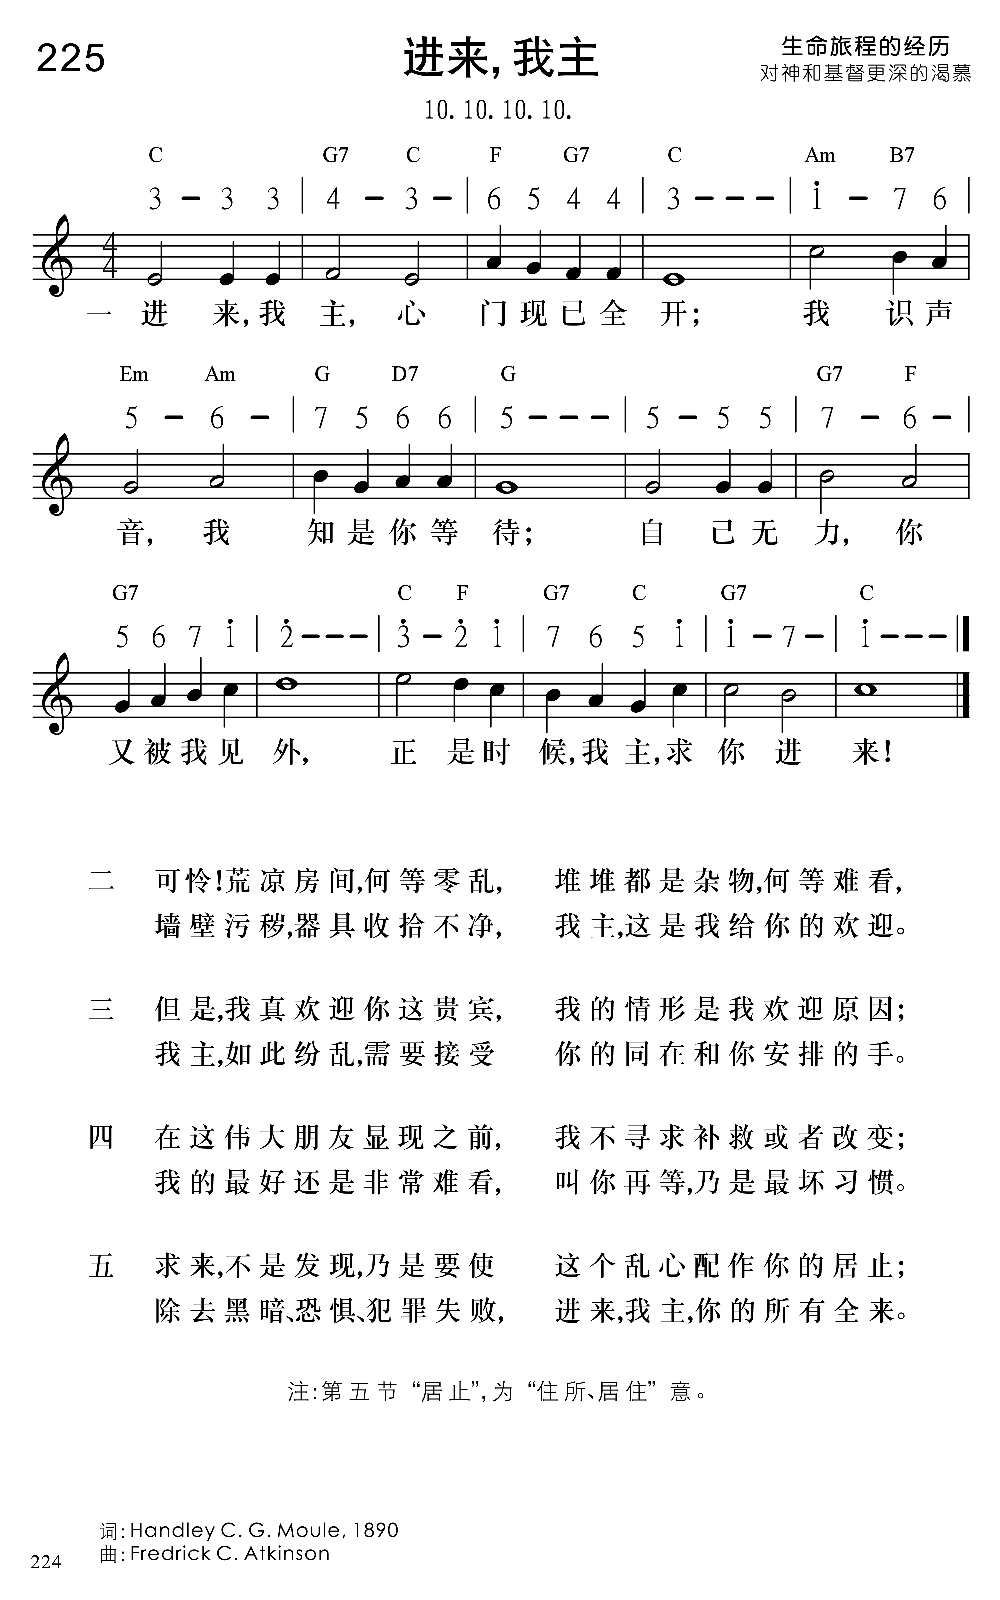 225
进来,我主
生命旅程的经历
对神和基督更深的渴慕
10. 10. 10. 10.
C G7 C F G7 C Am B7
3 – 3 3 | 4 – 3 – | 6 5 4 4 | 3 – – – | i – 7 6 |
4
4
一 进 来,我 主, 心 门 现 已 全 开; 我 识 声
Em Am G D7 G G7 F
5 – 6 – | 7 5 6 6 | 5 – – – | 5 – 5 5 | 7 – 6 – |
音, 我 知 是 你 等 待; 自 己 无 力, 你
G7 C F G7 C G7 C
5 6 7 1̇ | 2̇ – – – | 3̇ – 2̇ 1̇ | 7 6 5 1̇ | 1̇ – 7 – | 1̇ – – – ‖
又 被 我 见 外, 正 是 时 候,我 主,求 你 进 来!
二 可怜!荒凉房间,何等零乱, 堆堆都是杂物,何等难看,
墙壁污秽,器具收拾不净, 我主,这是我给你的欢迎。
三 但是,我真欢迎你这贵宾, 我的情形是我欢迎原因;
我主,如此纷乱,需要接受 你的同在和你安排的手。
四 在这伟大朋友显现之前, 我不寻求补救或者改变;
我的最好还是非常难看, 叫你再等,乃是最坏习惯。
五 求来,不是发现,乃是要使 这个乱心配作你的居止;
除去黑暗、恐惧、犯罪失败, 进来,我主,你的所有全来。
注:第五节“居止”,为“住所、居住”意。
词: Handley C. G. Moule, 1890
曲: Fredrick C. Atkinson
224